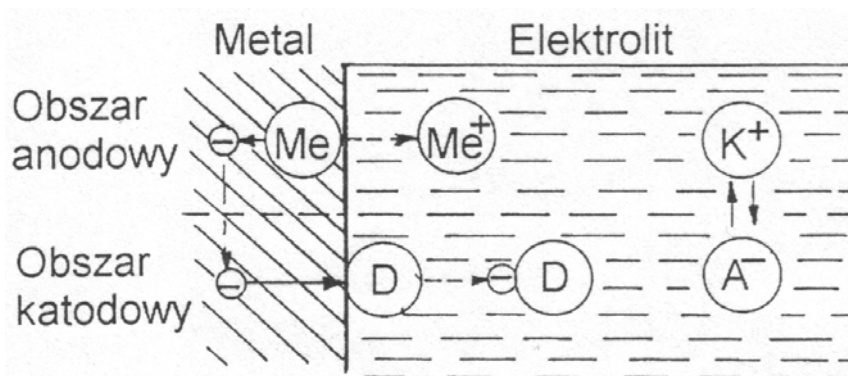 Metal Elektrolit
Obszar
anodowy
− Me Me+ K+
Obszar
katodowy
− D − D A−